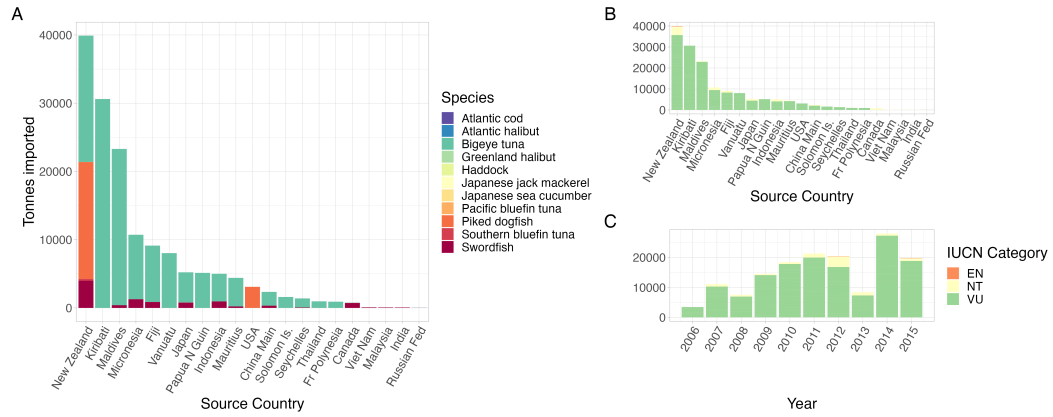 A
Tonnes imported
40000
30000
20000
10000
0
New Zealand
Kiribati
Maldives
Micronesia
Fiji
Vanuatu
Japan
Papua N Guin
Indonesia
Mauritius
USA
China Main
Solomon Is.
Seychelles
Thailand
Fr Polynesia
Canada
Viet Nam
Malaysia
India
Russian Fed
Source Country
Species
Atlantic cod
Atlantic halibut
Bigeye tuna
Greenland halibut
Haddock
Japanese jack mackerel
Japanese sea cucumber
Pacific bluefin tuna
Piked dogfish
Southern bluefin tuna
Swordfish
B
40000
30000
20000
10000
0
New Zealand
Kiribati
Maldives
Micronesia
Fiji
Vanuatu
Japan
Papua N Guin
Indonesia
Mauritius
USA
China Main
Solomon Is.
Seychelles
Thailand
Fr Polynesia
Canada
Viet Nam
Malaysia
India
Russian Fed
Source Country
C
20000
10000
0
2006
2007
2008
2009
2010
2011
2012
2013
2014
2015
Year
IUCN Category
EN
NT
VU